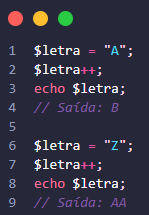 1 $letra = "A";
2 $letra++;
3 echo $letra;
4 // Saída: B
5
6 $letra = "Z";
7 $letra++;
8 echo $letra;
9 // Saída: AA